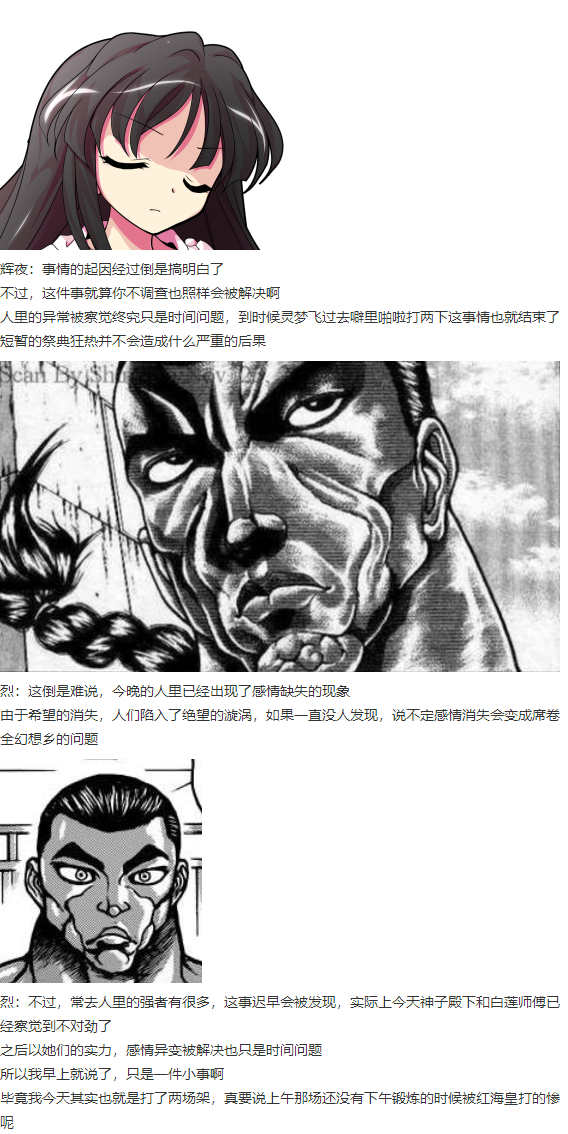 辉夜：事情的起因经过倒是搞明白了
不过，这件事就算你不调查也照样会被解决啊
人里的异常被察觉终究只是时间问题，到时候灵梦飞过去噼里啪啦打两下这事情也就结束了
短暂的祭典狂热并不会造成什么严重的后果
Scan By
烈：这倒是难说，今晚的人里已经出现了感情缺失的现象
由于希望的消失，人们陷入了绝望的漩涡，如果一直没人发现，说不定感情消失会变成席卷
全幻想乡的问题
烈：不过，常去人里的强者有很多，这事迟早会被发现，实际上今天神子殿下和白莲师傅已
经察觉到不对劲了
之后以她们的实力，感情异变被解决也只是时间问题
所以我早上就说了，只是一件小事啊
毕竟我今天其实也就是打了两场架，真要说上午那场还没有下午锻炼的时候被红海皇打的惨
呢